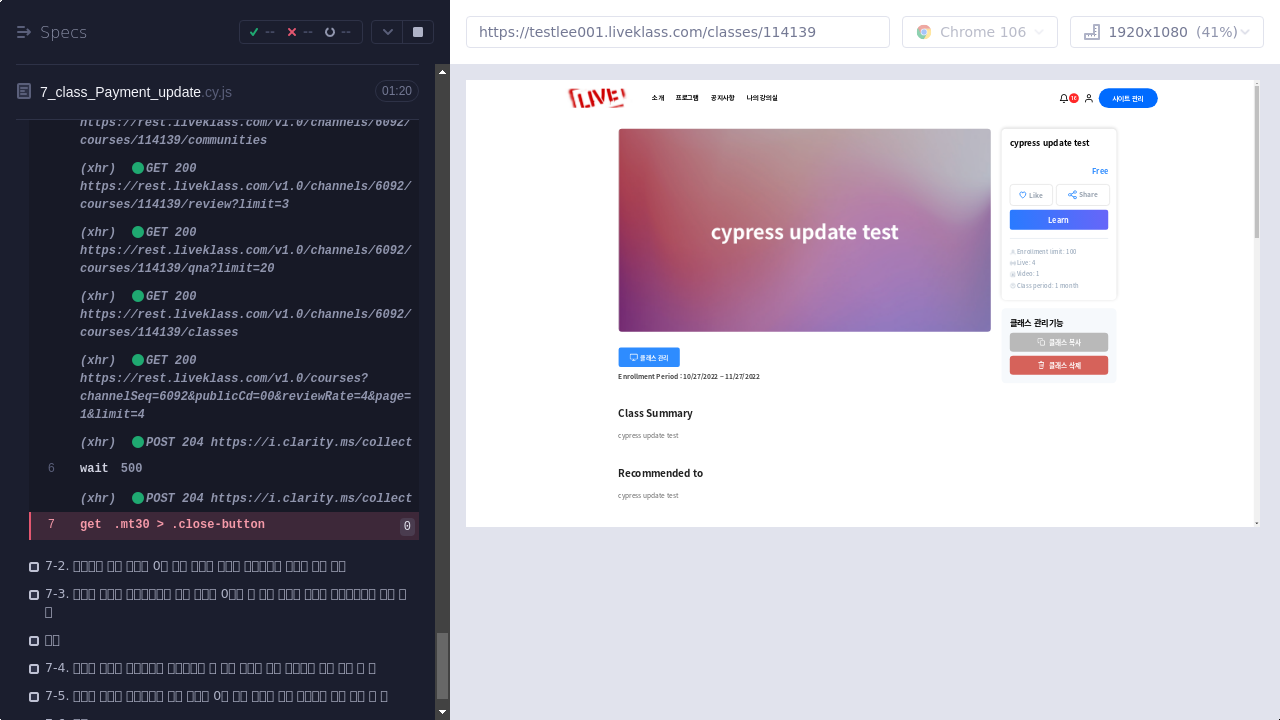 Specs
--
--
--
https://testlee001.liveklass.com/classes/114139
Chrome 106
1920x1080 (41%)
7_class_Payment_update.cy.js
01:20
https://rest.liveklass.com/v1.0/channels/6092/
courses/114139/communities
(xhr) GET 200
https://rest.liveklass.com/v1.0/channels/6092/
courses/114139/review?limit=3
(xhr) GET 200
https://rest.liveklass.com/v1.0/channels/6092/
courses/114139/qna?limit=20
(xhr) GET 200
https://rest.liveklass.com/v1.0/channels/6092/
courses/114139/classes
(xhr) GET 200
https://rest.liveklass.com/v1.0/courses?
channelSeq=6092&publicCd=00&reviewRate=4&page=
1&limit=4
(xhr) POST 204 https://i.clarity.ms/collect
6 wait 500
(xhr) POST 204 https://i.clarity.ms/collect
7 get .mt30 > .close-button 0
7-2.
7-3.
7-4.
7-5.
LIVE!
소개 프로그램 공지사항 나의 강의실
사이트 관리
cypress update test
cypress update test
Free
Like
Share
Learn
Enrollment limit: 100
Live: 4
Video: 1
Class period: 1 month
클래스 관리기능
클래스 복사
클래스 삭제
클래스 관리
Enrollment Period : 10/27/2022 ~ 11/27/2022
Class Summary
cypress update test
Recommended to
cypress update test